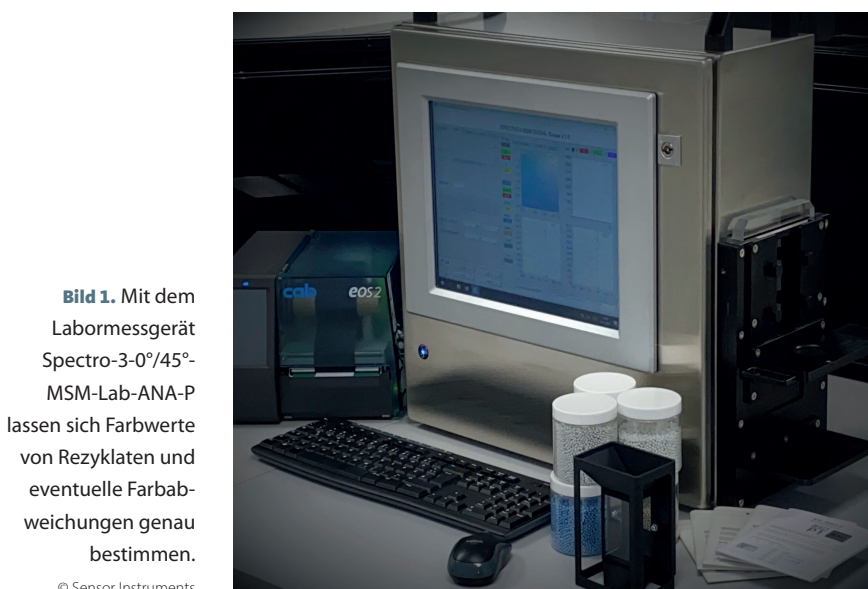 Bild 1. Mit dem
Labormessgerät
Spectro-3-0°/45°-
MSM-Lab-ANA-P
lassen sich Farbwerte
von Rezyklaten und
eventuelle Farbab-
weichungen genau
bestimmen.
© Sensor Instruments
cab eos2